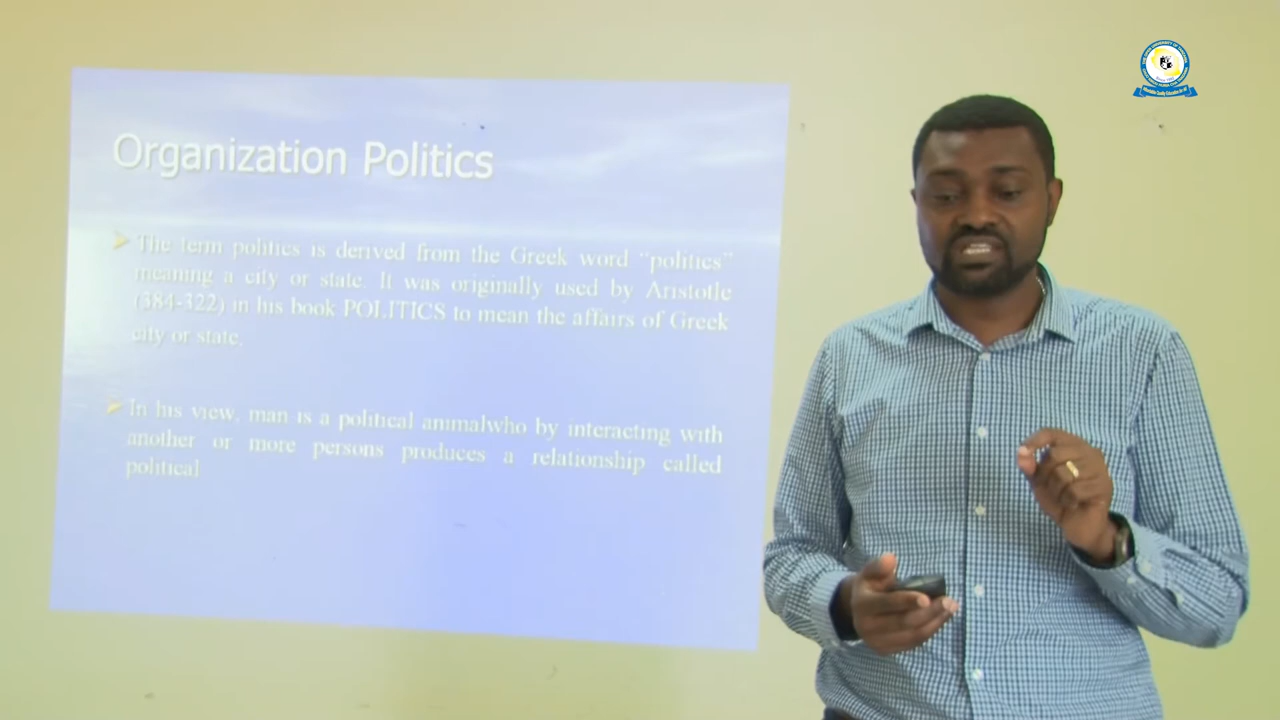 Organization Politics
The term politics is derived from the Greek word "politics"
meaning a city or state. It was originally used by Aristotle
(384-322) in his book POLITICS to mean the affairs of Greek
city or state.
In his view, man is a political animalwho by interacting with
another or more persons produces a relationship called
political